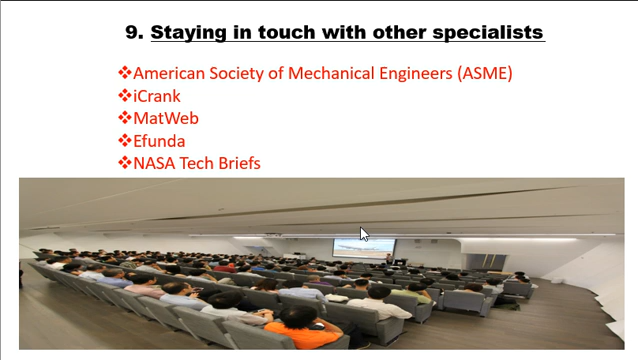 9. Staying in touch with other specialists
❖American Society of Mechanical Engineers (ASME)
❖iCrank
❖MatWeb
❖Efunda
❖NASA Tech Briefs